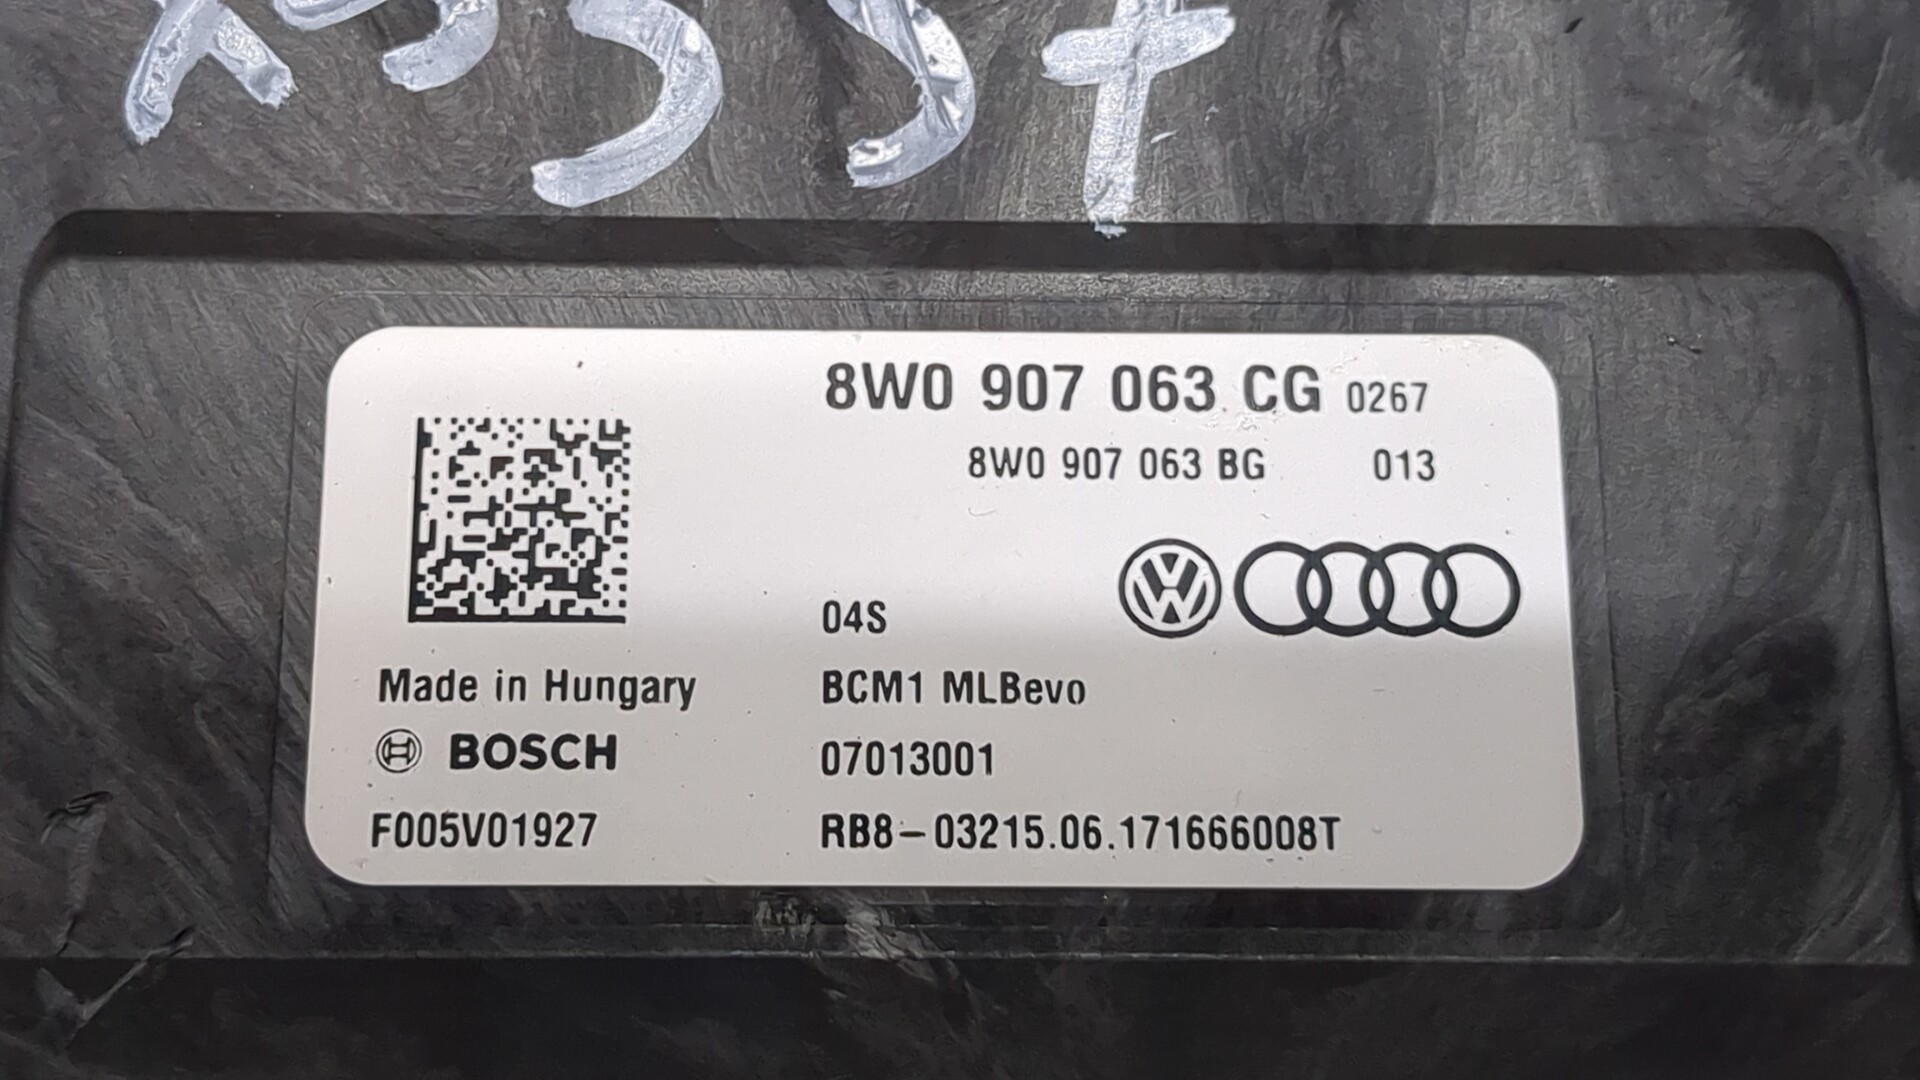 8W0 907 063 CG 0267
8W0 907 063 BG 013
04S
Made in Hungary
BCM1 MLBevo
BOSCH
07013001
F005V01927
RB8-03215.06.171666008T